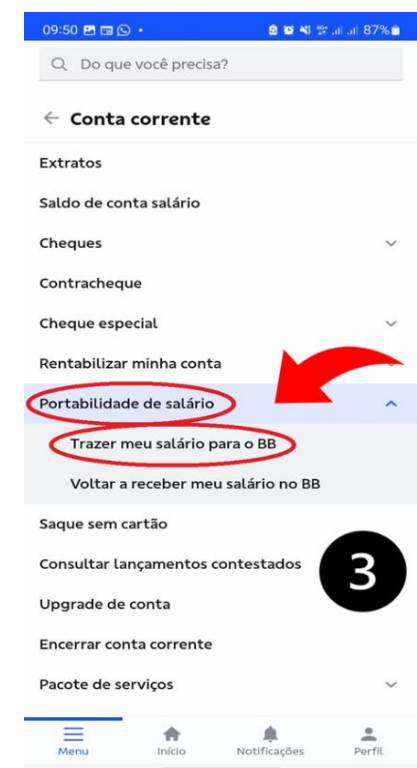 09:50 87%
Do que você precisa?
Conta corrente
Extratos
Saldo de conta salário
Cheques
Contracheque
Cheque especial
Rentabilizar minha conta
Portabilidade de salário
Trazer meu salário para o BB
Voltar a receber meu salário no BB
Saque sem cartão
Consultar lançamentos contestados
3
Upgrade de conta
Encerrar conta corrente
Pacote de serviços
Menu Início Notificações Perfil